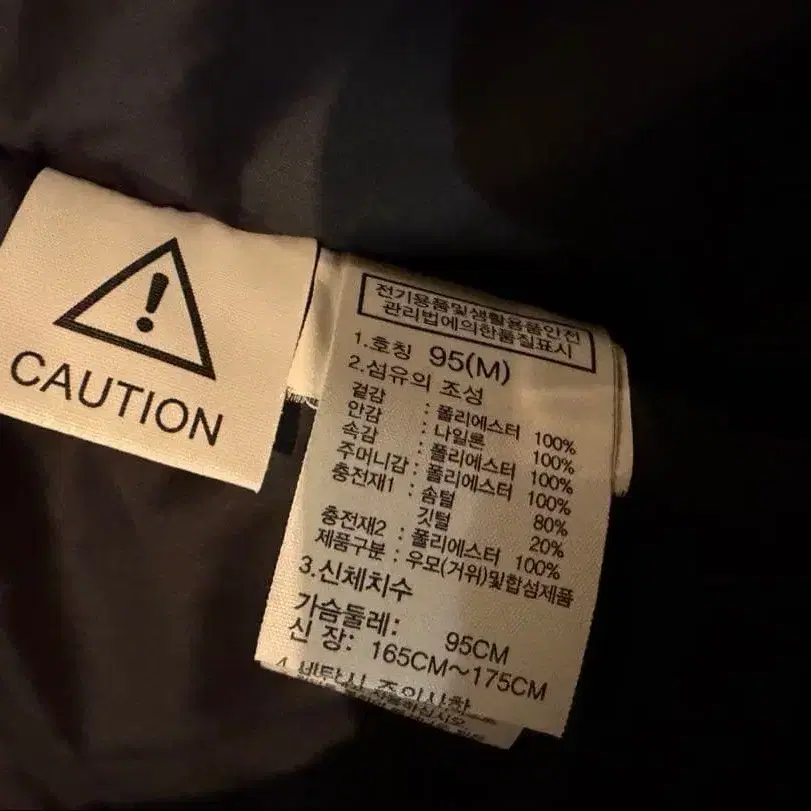 CAUTION
전기용품및생활용품안전
관리법에의한품질표시
1.호칭 95(M)
2.섬유의 조성
겉감 : 폴리에스터 100%
안감 : 나일론 100%
속감 : 폴리에스터 100%
주머니감 : 폴리에스터 100%
충전재1 : 솜털 80%
깃털 20%
충전재2 : 폴리에스터 100%
제품구분 : 우모(거위)및합섬제품
3.신체치수
가슴둘레: 95CM
신 장: 165CM~175CM